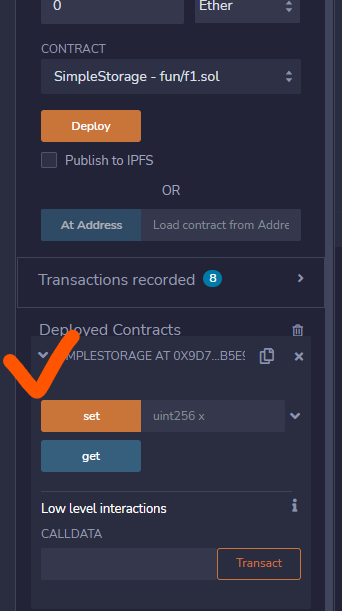 0
Ether
CONTRACT
SimpleStorage - fun/f1.sol
Deploy
Publish to IPFS
OR
At Address
Load contract from Addre
Transactions recorded 8
Deployed Contracts
MPLESTORAGE AT 0X9D7...B5E9
set
uint256 x
get
Low level interactions
CALLDATA
Transact